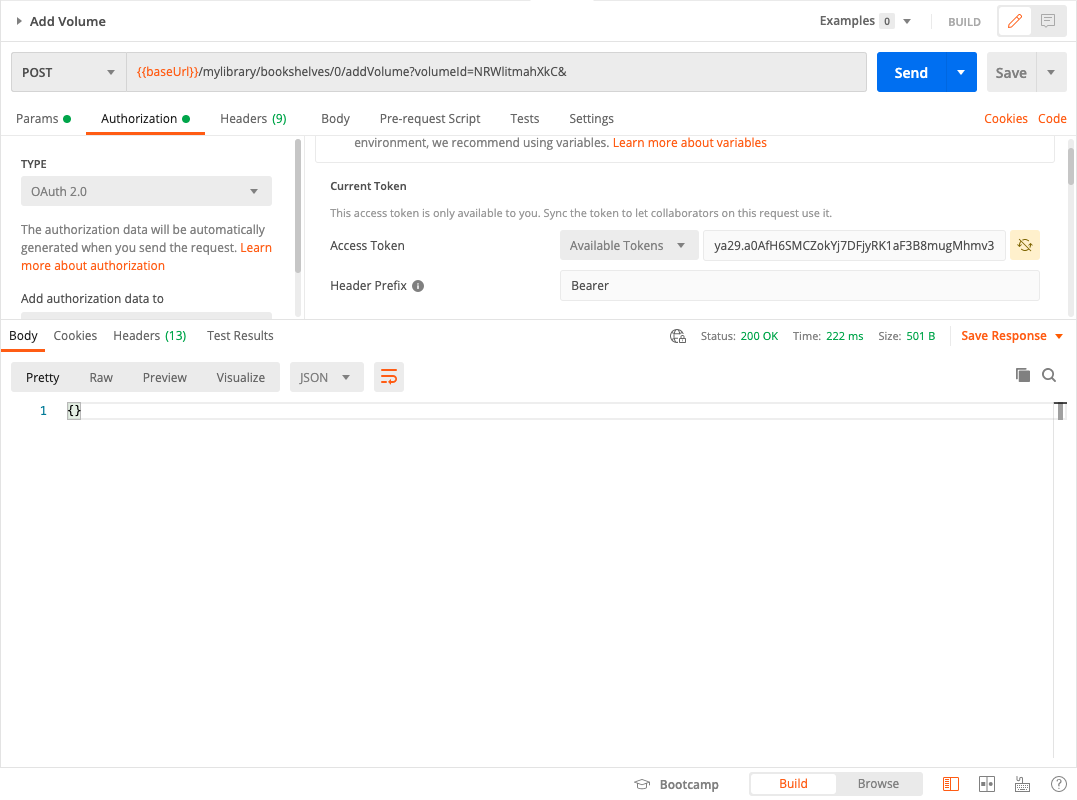 Add Volume
Examples 0
BUILD
POST
{{baseUrl}}/mylibrary/bookshelves/0/addVolume?volumeId=NRWlitmahXkC&
Send
Save
Params
Authorization
Headers (9)
Body
Pre-request Script
Tests
Settings
Cookies
Code
TYPE
OAuth 2.0
The authorization data will be automatically
generated when you send the request. Learn
more about authorization
Add authorization data to
environment, we recommend using variables. Learn more about variables
Current Token
This access token is only available to you. Sync the token to let collaborators on this request use it.
Access Token
Available Tokens
ya29.a0AfH6SMCZokYj7DFjyRK1aF3B8mugMhmv3
Header Prefix i
Bearer
Body
Cookies
Headers (13)
Test Results
Status: 200 OK
Time: 222 ms
Size: 501 B
Save Response
Pretty
Raw
Preview
Visualize
JSON
1 {}
Bootcamp
Build
Browse
?